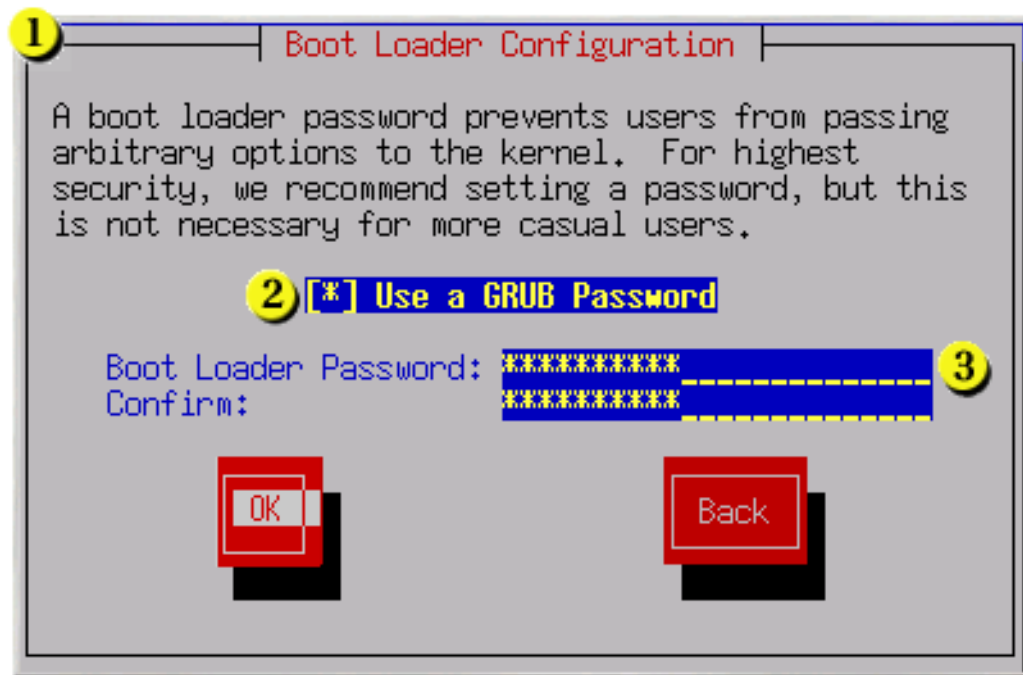 1
Boot Loader Configuration
A boot loader password prevents users from passing
arbitrary options to the kernel.  For highest
security, we recommend setting a password, but this
is not necessary for more casual users.
2 [*] Use a GRUB Password
Boot Loader Password: **********______________ 3
Confirm: **********______________
OK Back